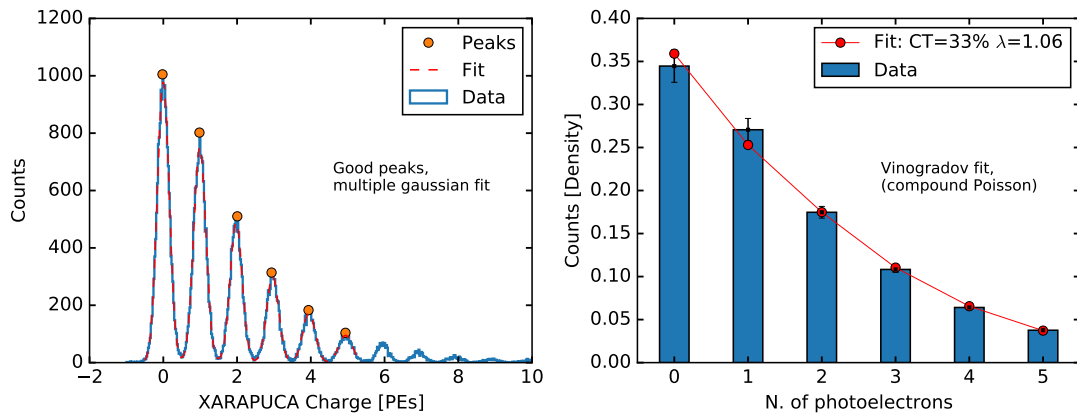 1200
1000
800
600
400
200
0
Counts
−2
0
2
4
6
8
10
XARAPUCA Charge [PEs]
Peaks
Fit
Data
Good peaks,
multiple gaussian fit
0.40
0.35
0.30
0.25
0.20
0.15
0.10
0.05
0.00
Counts [Density]
0
1
2
3
4
5
N. of photoelectrons
Fit: CT=33% λ=1.06
Data
Vinogradov fit,
(compound Poisson)